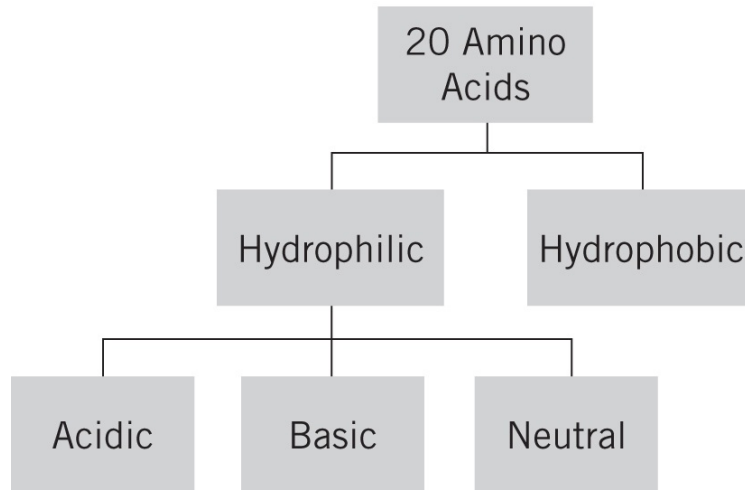 20 Amino
Acids
Hydrophilic
Hydrophobic
Acidic
Basic
Neutral